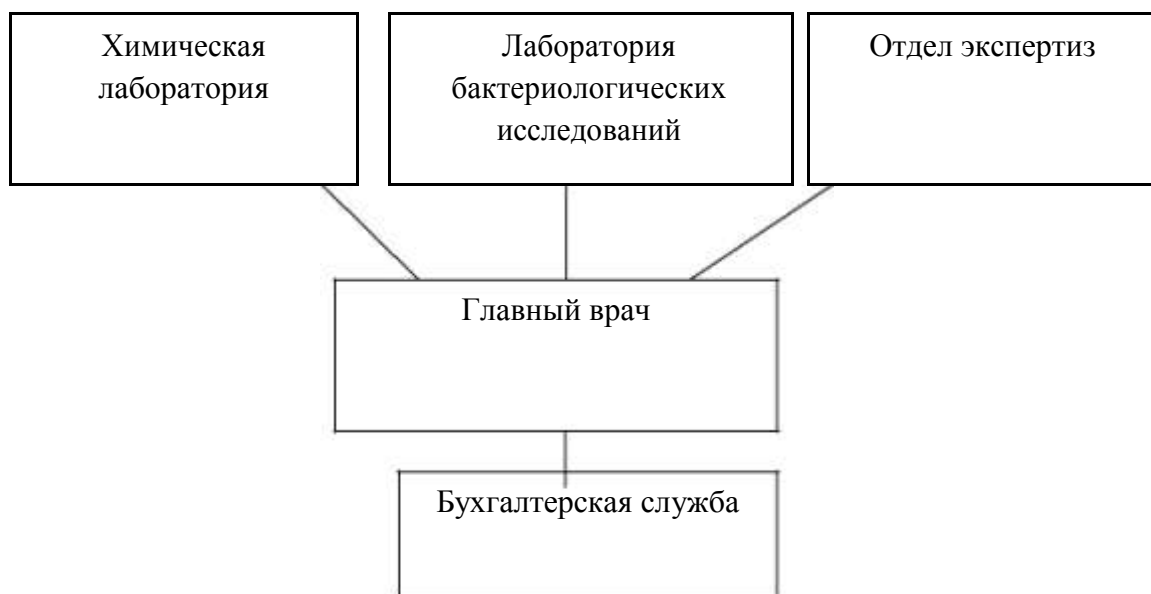 Химическая
лаборатория
Лаборатория
бактериологических
исследований
Отдел экспертиз
Главный врач
Бухгалтерская служба